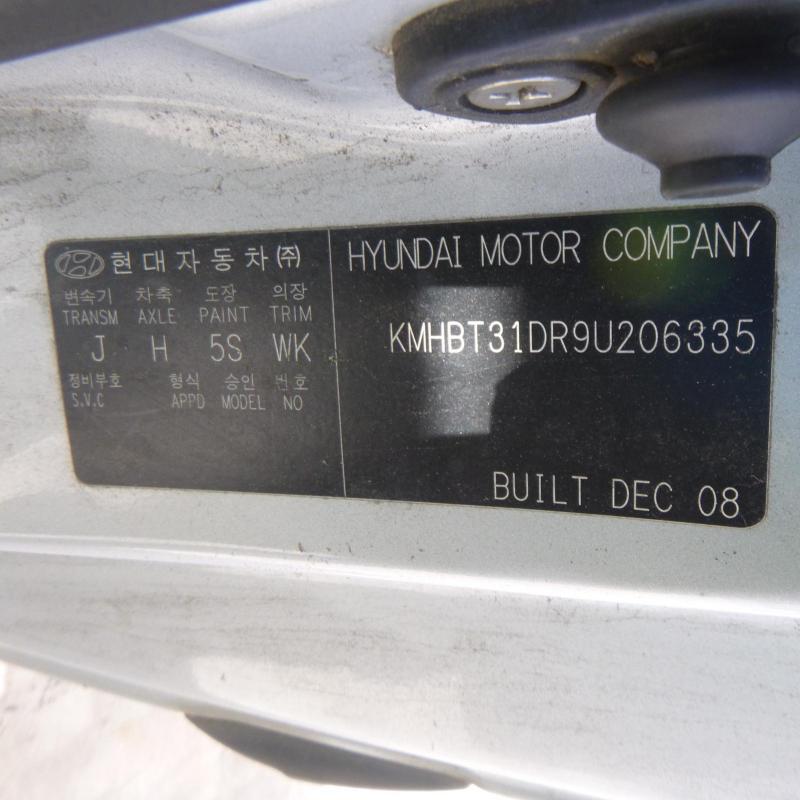 현대자동차㈜
변속기 차축 도장 의장
TRANSM AXLE PAINT TRIM
J H 5S WK
정비부호 형식 승인 번호
S.V.C APPD MODEL NO
HYUNDAI MOTOR COMPANY
KMHBT31DR9U206335
BUILT DEC 08